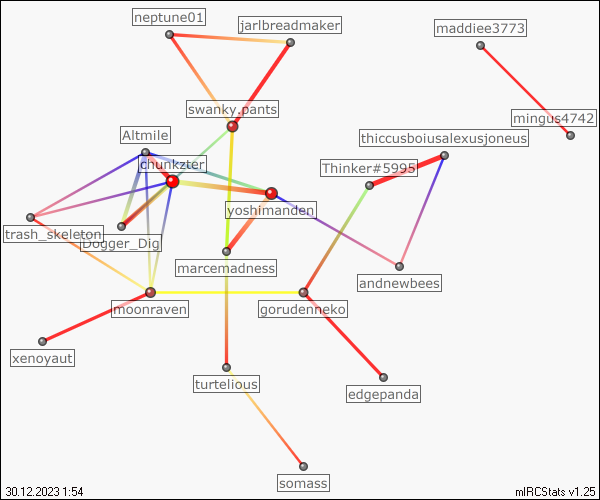 neptune01
jarlbreadmaker
maddiee3773
swanky.pants
mingus4742
Altmile
thiccusboiusalexusjoneus
chunkzter
Thinker#5995
yoshimanden
trash_skeleton
Dogger_Dig
marcemadness
andnewbees
moonraven
gorudenneko
xenoyaut
turtelious
edgepanda
somass
30.12.2023 1:54
mIRCStats v1.25